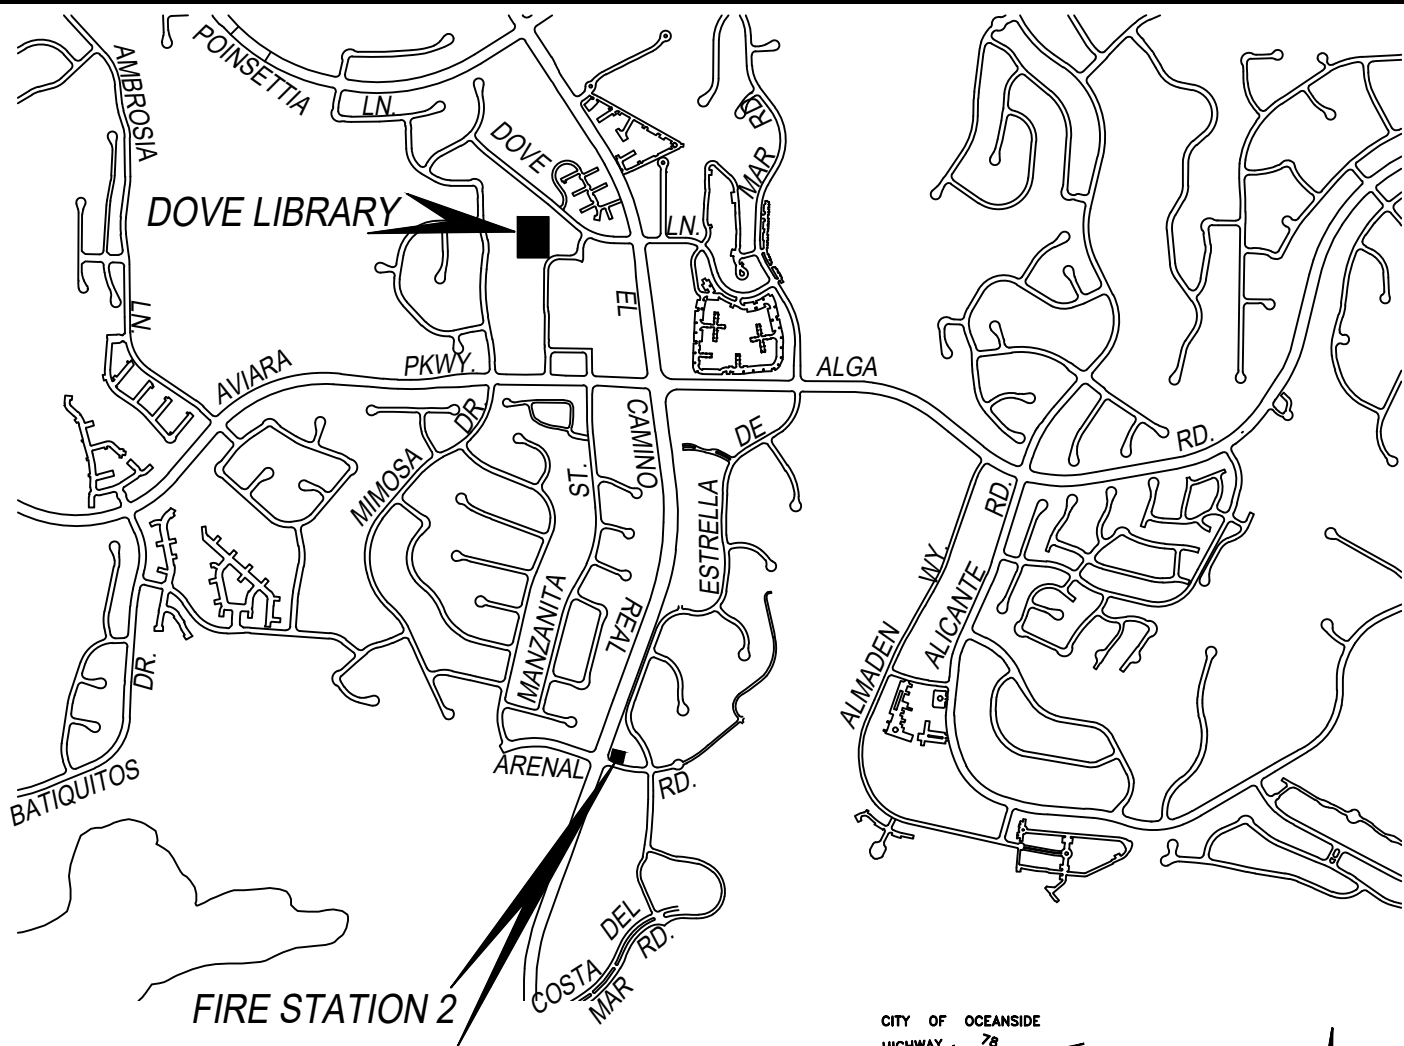 AMBROSIA
POINSETTIA
LN.
DOVE
MAR RD.
DOVE LIBRARY
LN.
LN.
EL
AVIARA
PKWY.
ALGA
DR.
CAMINO
DE
RD.
MIMOSA
ST.
RD.
ESTRELLA
WY.
MANZANITA
REAL
ALICANTE
DR.
ALMADEN
BATIQUITOS
ARENAL
RD.
DEL
RD.
COSTA
MAR
FIRE STATION 2
CITY OF OCEANSIDE
HIGHWAY 78